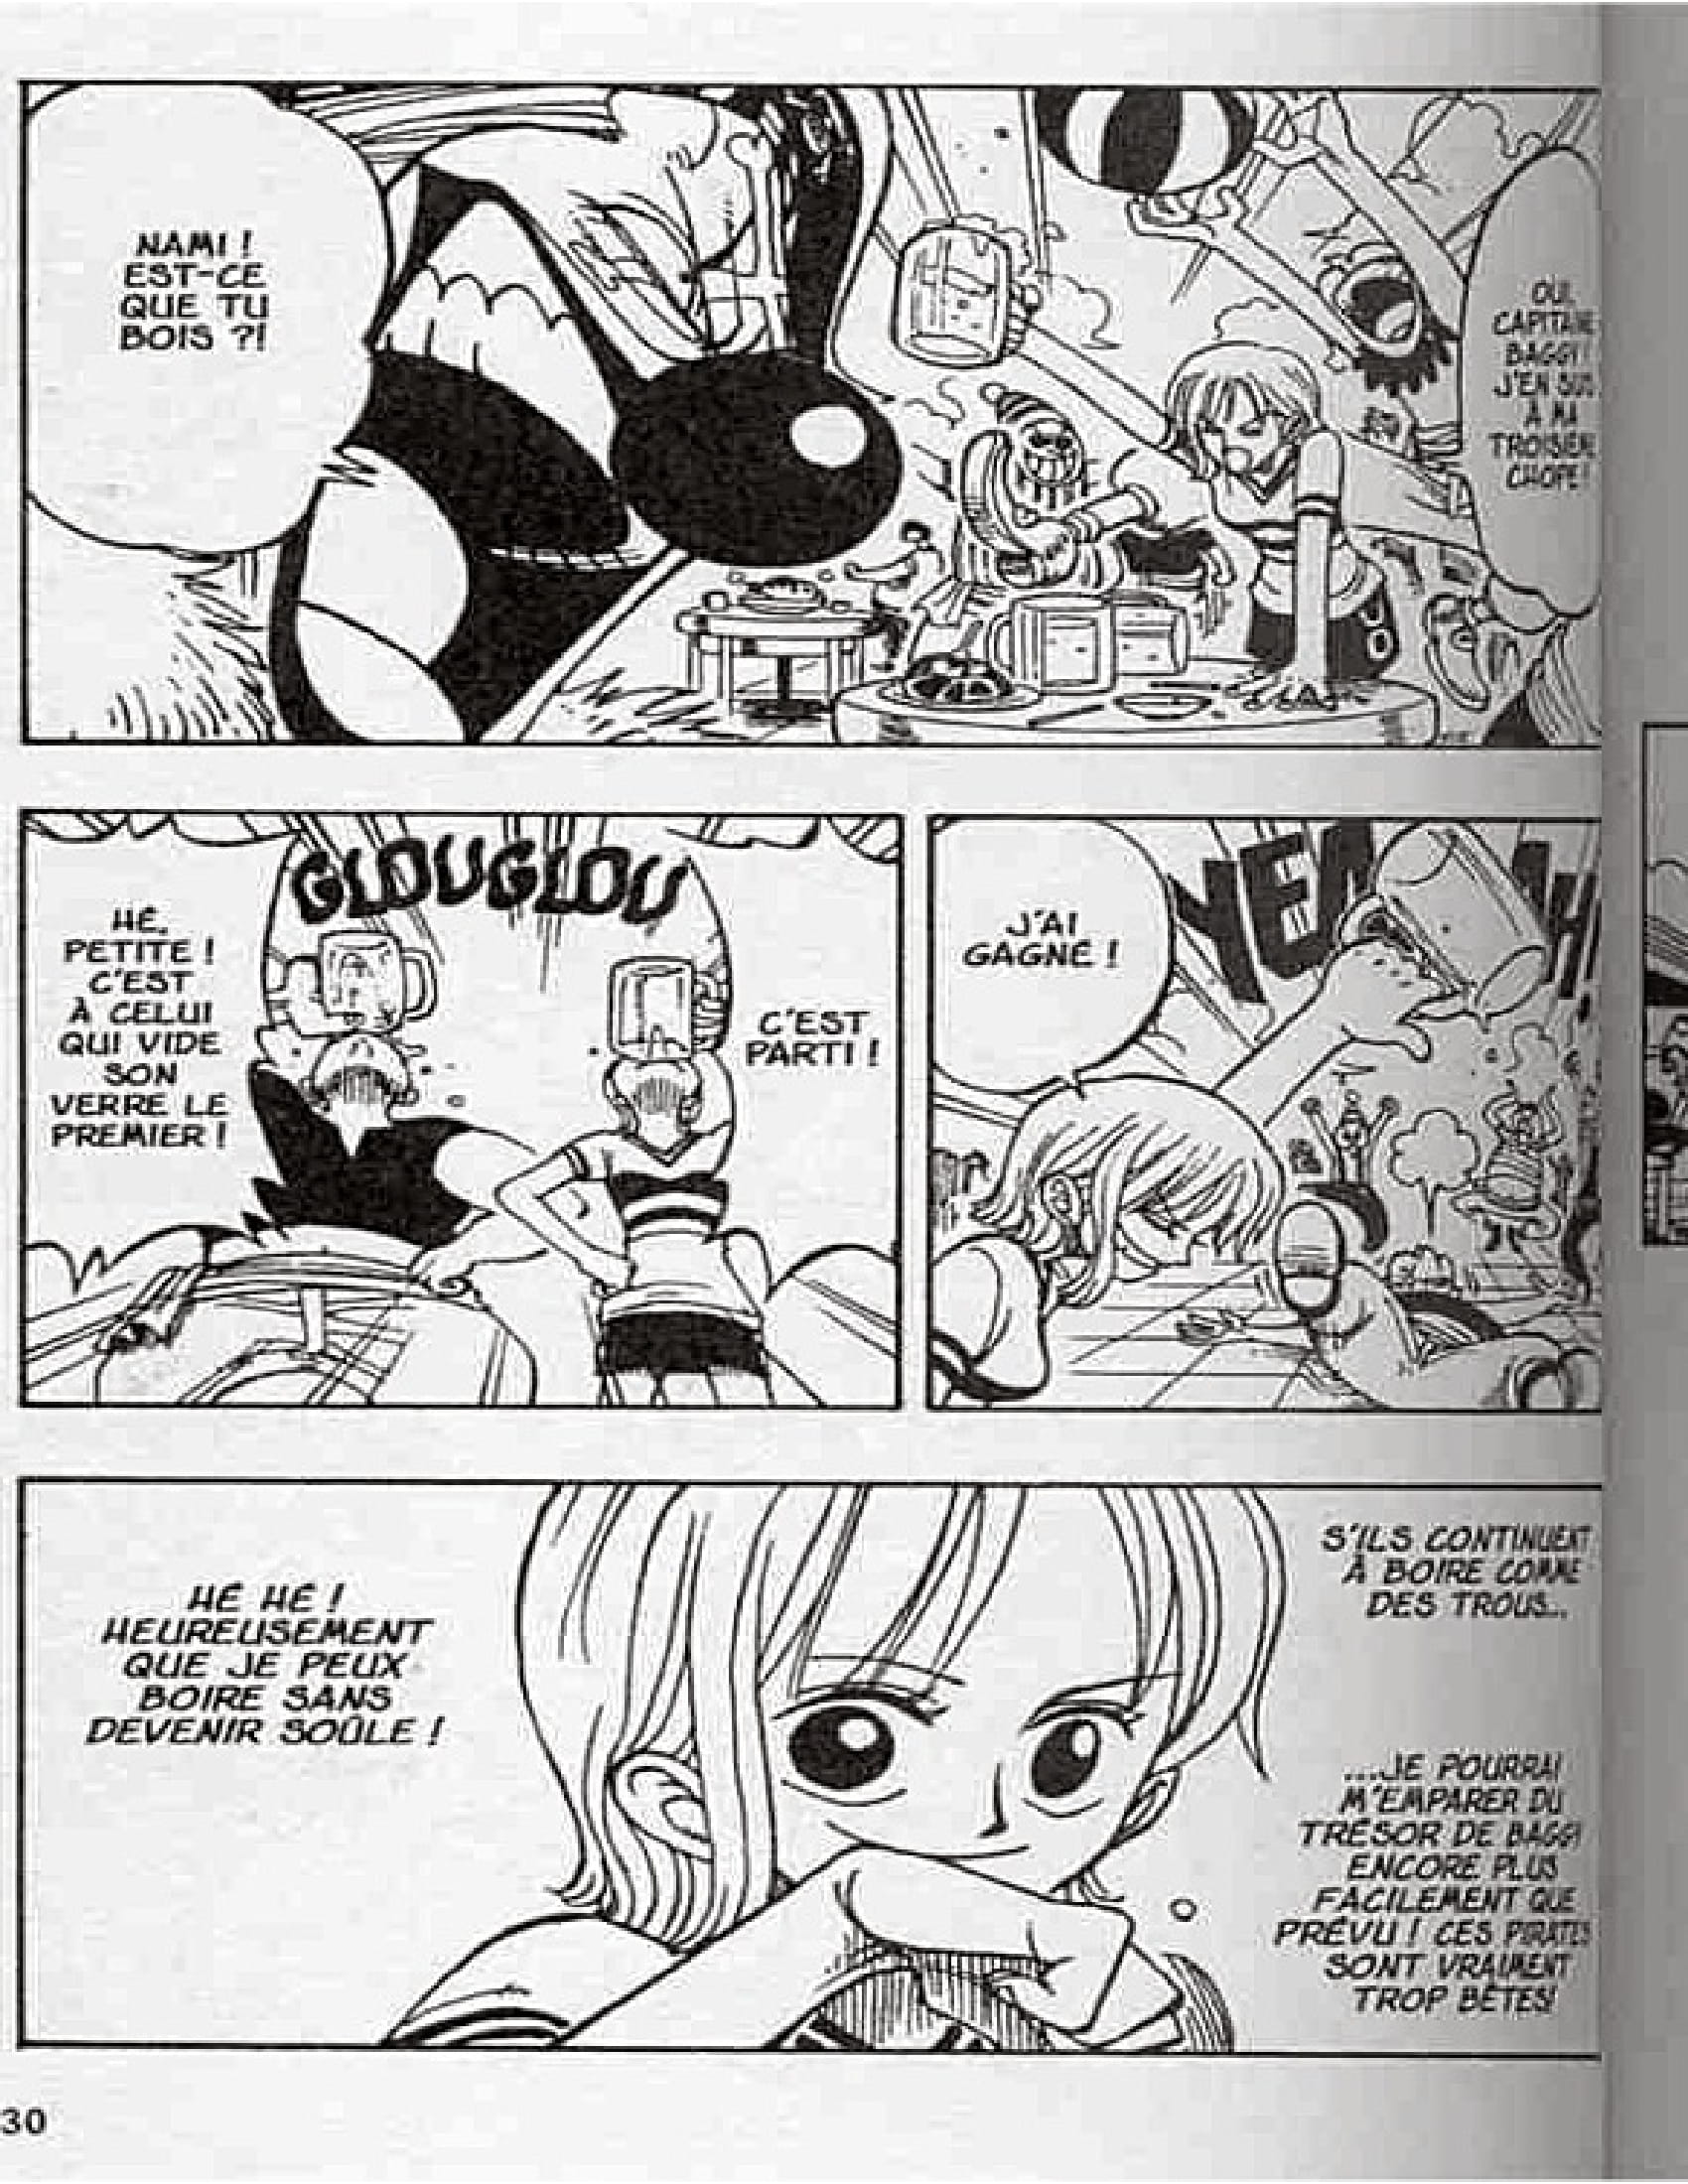 NAMI !
EST-CE
QUE TU
BOIS ?!
OUI,
CAPITAINE
BAGGY!
J'EN SUIS
À MA
TROISIÈME
CHOPE!
GLOUGLOU
HÉ,
PETITE !
C'EST
À CELUI
QUI VIDE
SON
VERRE LE
PREMIER !
C'EST
PARTI !
J'AI
GAGNÉ !
HÉ HÉ !
HEUREUSEMENT
QUE JE PEUX
BOIRE SANS
DEVENIR SOÛLE !
S'ILS CONTINUENT
À BOIRE COMME
DES TROUS...
...JE POURRAI
M'EMPARER DU
TRÉSOR DE BAGGY
ENCORE PLUS
FACILEMENT QUE
PRÉVU ! CES PIRATES
SONT VRAIMENT
TROP BÊTES!
30